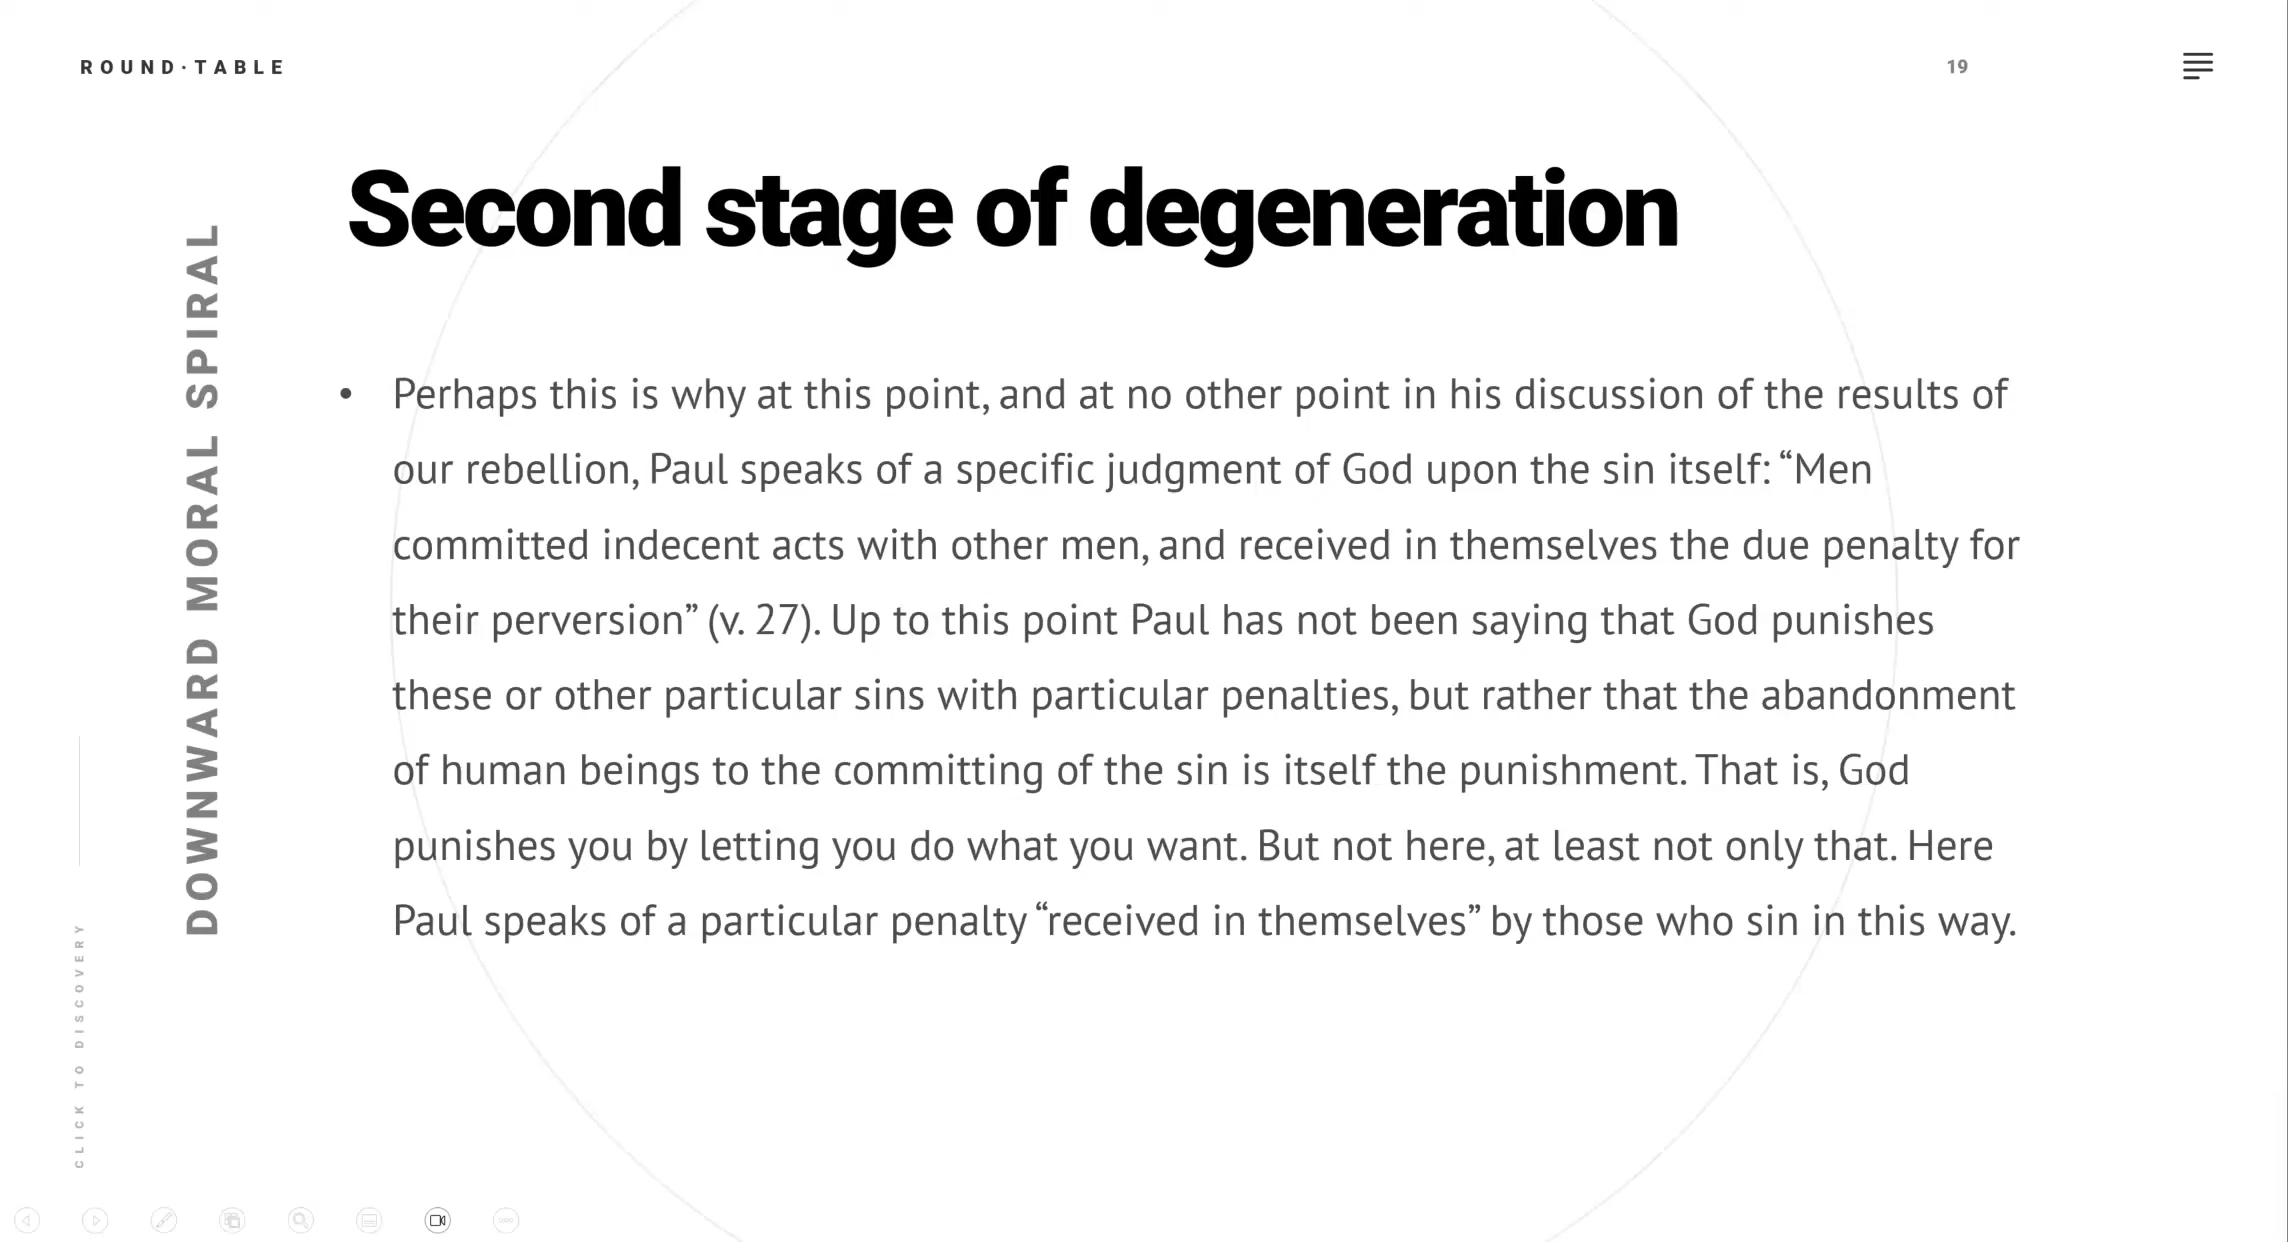 ROUND·TABLE
19
Second stage of degeneration
DOWNWARD MORAL SPIRAL
• Perhaps this is why at this point, and at no other point in his discussion of the results of
our rebellion, Paul speaks of a specific judgment of God upon the sin itself: “Men
committed indecent acts with other men, and received in themselves the due penalty for
their perversion” (v. 27). Up to this point Paul has not been saying that God punishes
these or other particular sins with particular penalties, but rather that the abandonment
of human beings to the committing of the sin is itself the punishment. That is, God
punishes you by letting you do what you want. But not here, at least not only that. Here
Paul speaks of a particular penalty “received in themselves” by those who sin in this way.
CLICK TO DISCOVERY